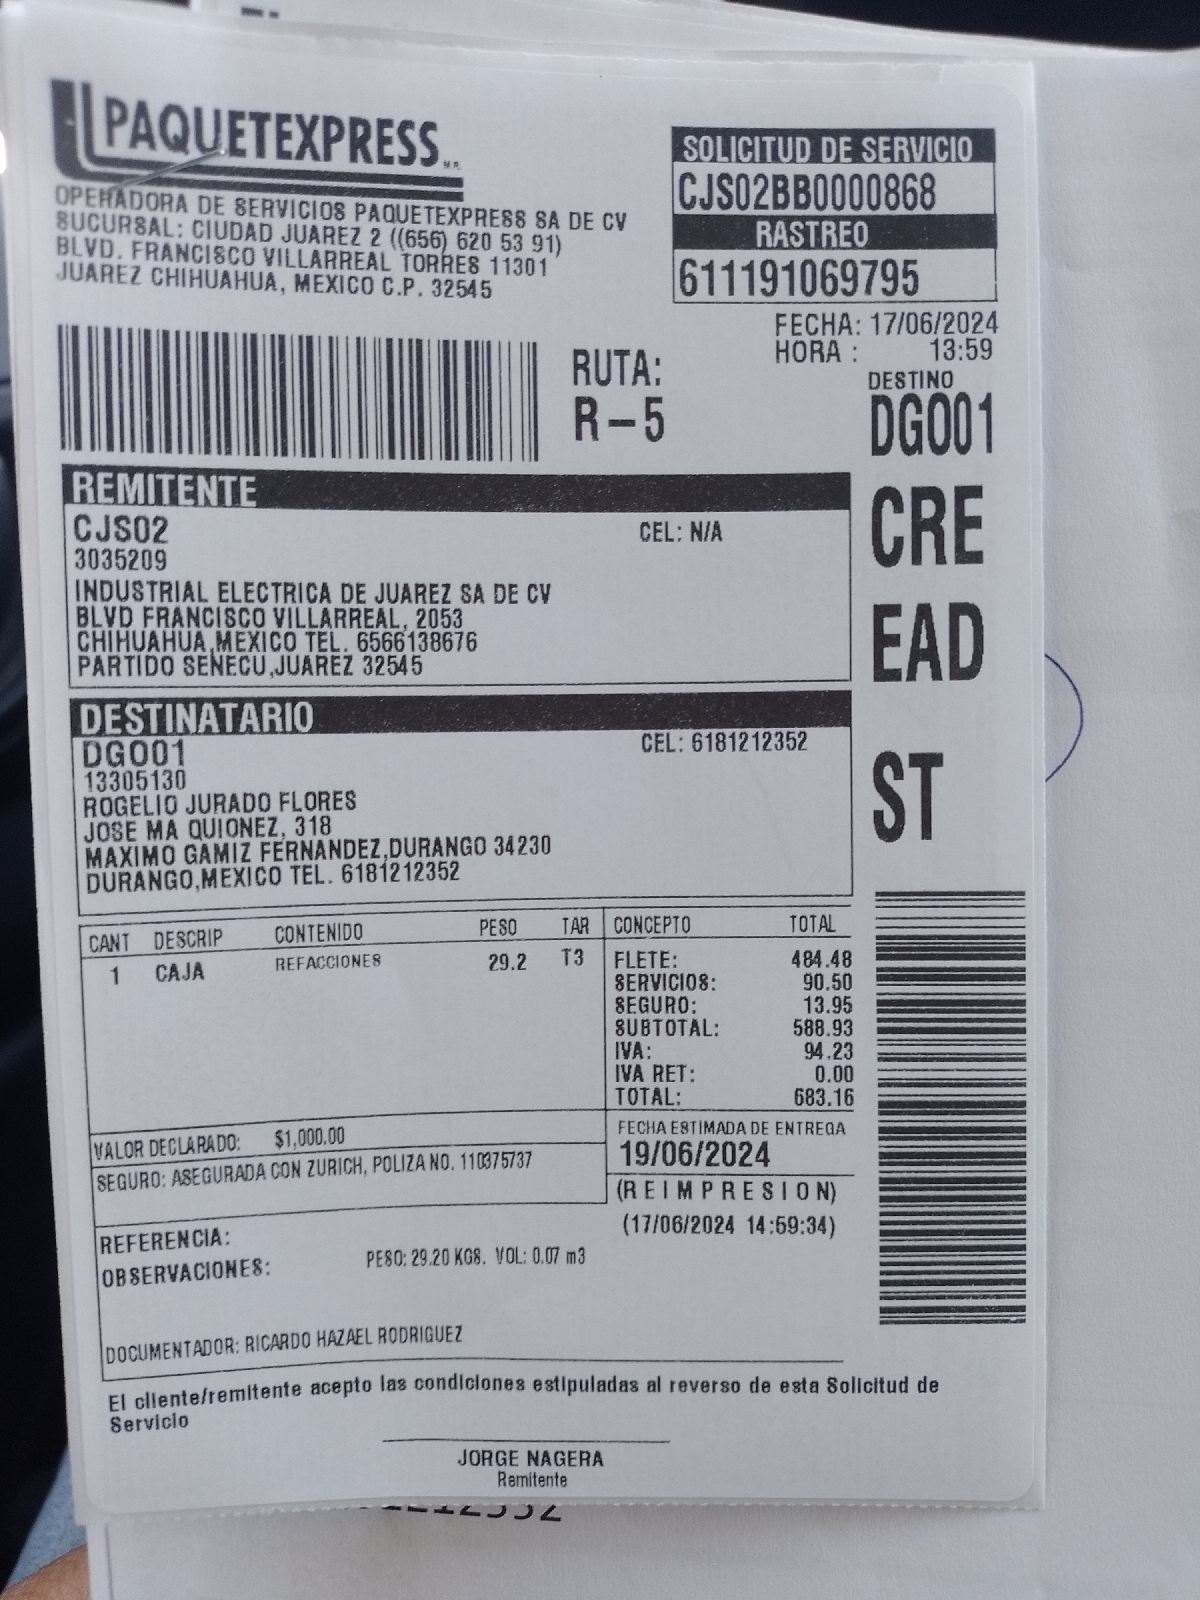 PAQUETEXPRESS M.R.
OPERADORA DE SERVICIOS PAQUETEXPRESS SA DE CV
SUCURSAL: CIUDAD JUAREZ 2 ((656) 620 53 91)
BLVD. FRANCISCO VILLARREAL TORRES 11301
JUAREZ CHIHUAHUA, MEXICO C.P. 32545
SOLICITUD DE SERVICIO
CJS02BB0000868
RASTREO
611191069795
FECHA: 17/06/2024
HORA : 13:59
RUTA:
R-5
DESTINO
DGO01
CRE
EAD
ST
REMITENTE
CJS02 CEL: N/A
3035209
INDUSTRIAL ELECTRICA DE JUAREZ SA DE CV
BLVD FRANCISCO VILLARREAL, 2053
CHIHUAHUA,MEXICO TEL. 6566138676
PARTIDO SENECU,JUAREZ 32545
DESTINATARIO
DGO01 CEL: 6181212352
13305130
ROGELIO JURADO FLORES
JOSE MA QUIONEZ, 318
MAXIMO GAMIZ FERNANDEZ,DURANGO 34230
DURANGO,MEXICO TEL. 6181212352
CANT DESCRIP CONTENIDO PESO TAR
1 CAJA REFACCIONES 29.2 T3
CONCEPTO TOTAL
FLETE: 484.48
SERVICIOS: 90.50
SEGURO: 13.95
SUBTOTAL: 588.93
IVA: 94.23
IVA RET: 0.00
TOTAL: 683.16
VALOR DECLARADO: $1,000.00
SEGURO: ASEGURADA CON ZURICH, POLIZA NO. 110375737
FECHA ESTIMADA DE ENTREGA
19/06/2024
(REIMPRESION)
(17/06/2024 14:59:34)
REFERENCIA:
OBSERVACIONES: PESO: 29.20 KGS. VOL: 0.07 m3
DOCUMENTADOR: RICARDO HAZAEL RODRIGUEZ
El cliente/remitente acepto las condiciones estipuladas al reverso de esta Solicitud de
Servicio
JORGE NAGERA
Remitente